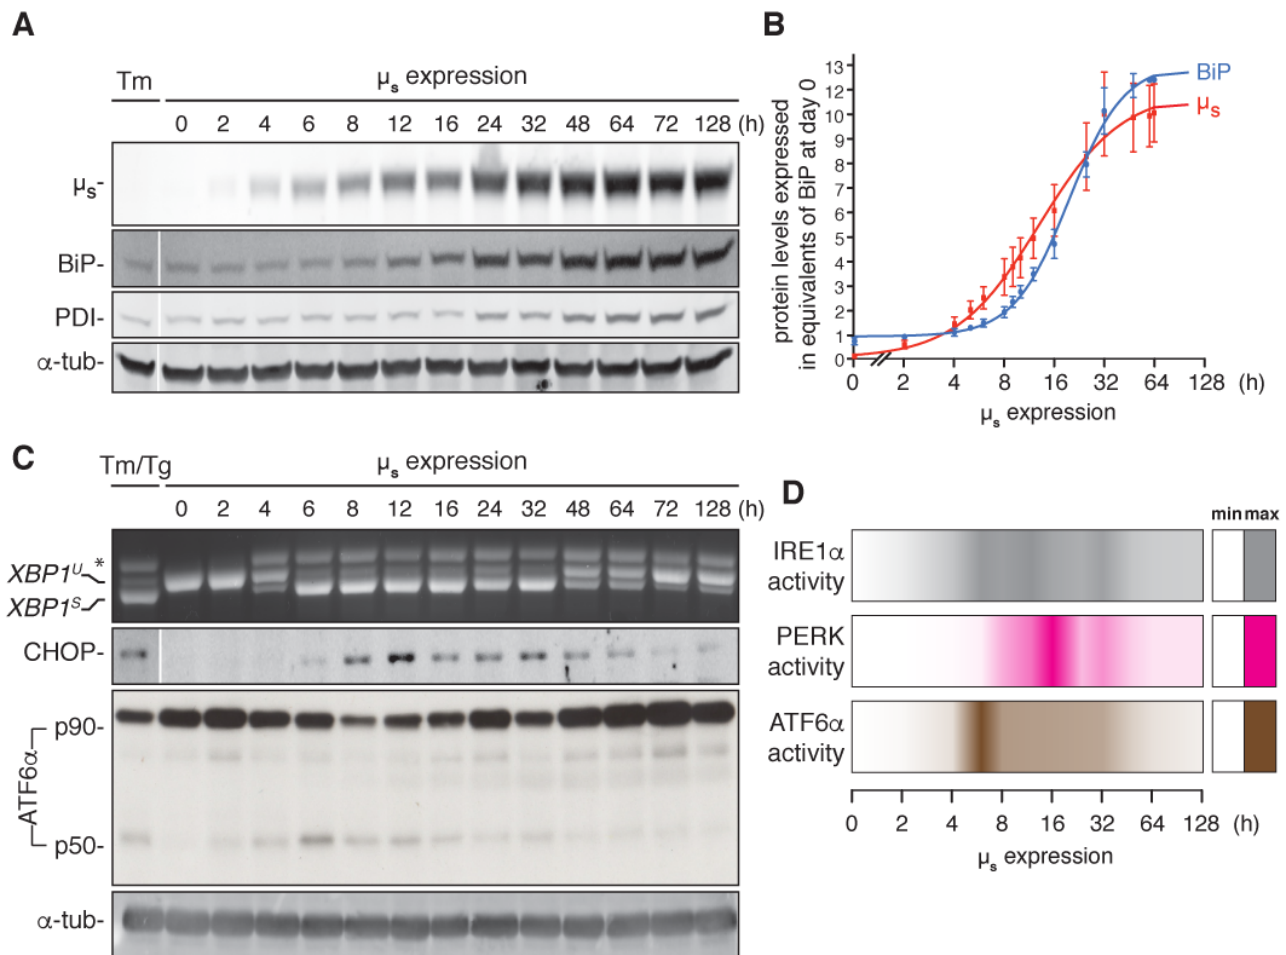 A
Tm
μs expression
0 2 4 6 8 12 16 24 32 48 64 72 128 (h)
μs-
BiP-
PDI-
α-tub-
B
protein levels expressed
in equivalents of BiP at day 0
13
12
11
10
9
8
7
6
5
4
3
2
1
0
BiP
μs
0 2 4 8 16 32 64 128 (h)
μs expression
C
Tm/Tg
μs expression
0 2 4 6 8 12 16 24 32 48 64 72 128 (h)
*
XBP1U
XBP1S
CHOP-
ATF6α
p90-
p50-
α-tub-
D
min max
IRE1α
activity
PERK
activity
ATF6α
activity
0 2 4 8 16 32 64 128 (h)
μs expression